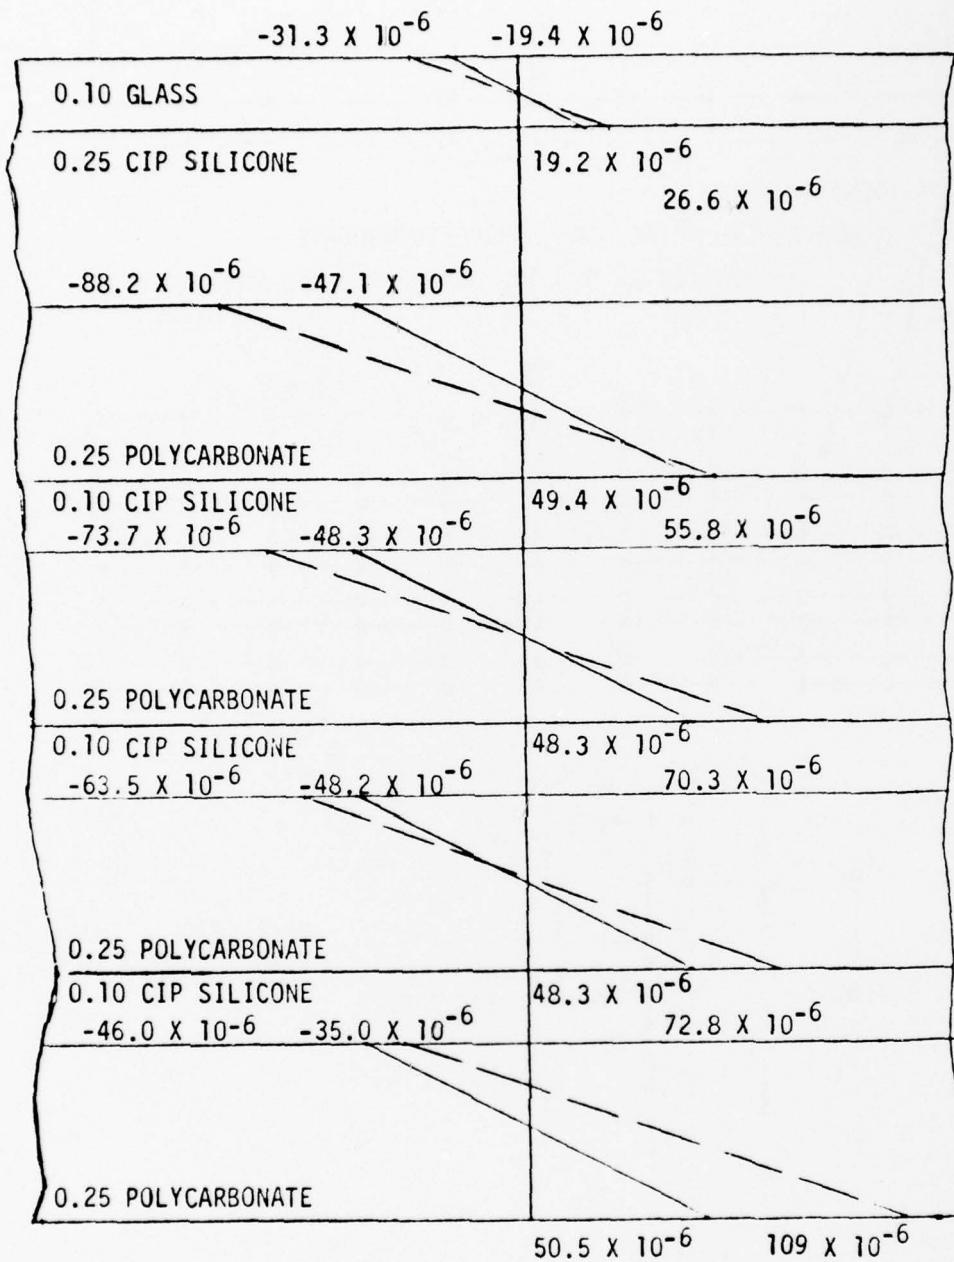 -31.3 X 10-6 -19.4 X 10-6
0.10 GLASS
0.25 CIP SILICONE 19.2 X 10-6
26.6 X 10-6
-88.2 X 10-6 -47.1 X 10-6
0.25 POLYCARBONATE
0.10 CIP SILICONE 49.4 X 10-6
-73.7 X 10-6 -48.3 X 10-6 55.8 X 10-6
0.25 POLYCARBONATE
0.10 CIP SILICONE 48.3 X 10-6
-63.5 X 10-6 -48.2 X 10-6 70.3 X 10-6
0.25 POLYCARBONATE
0.10 CIP SILICONE 48.3 X 10-6
-46.0 X 10-6 -35.0 X 10-6 72.8 X 10-6
0.25 POLYCARBONATE
50.5 X 10-6 109 X 10-6